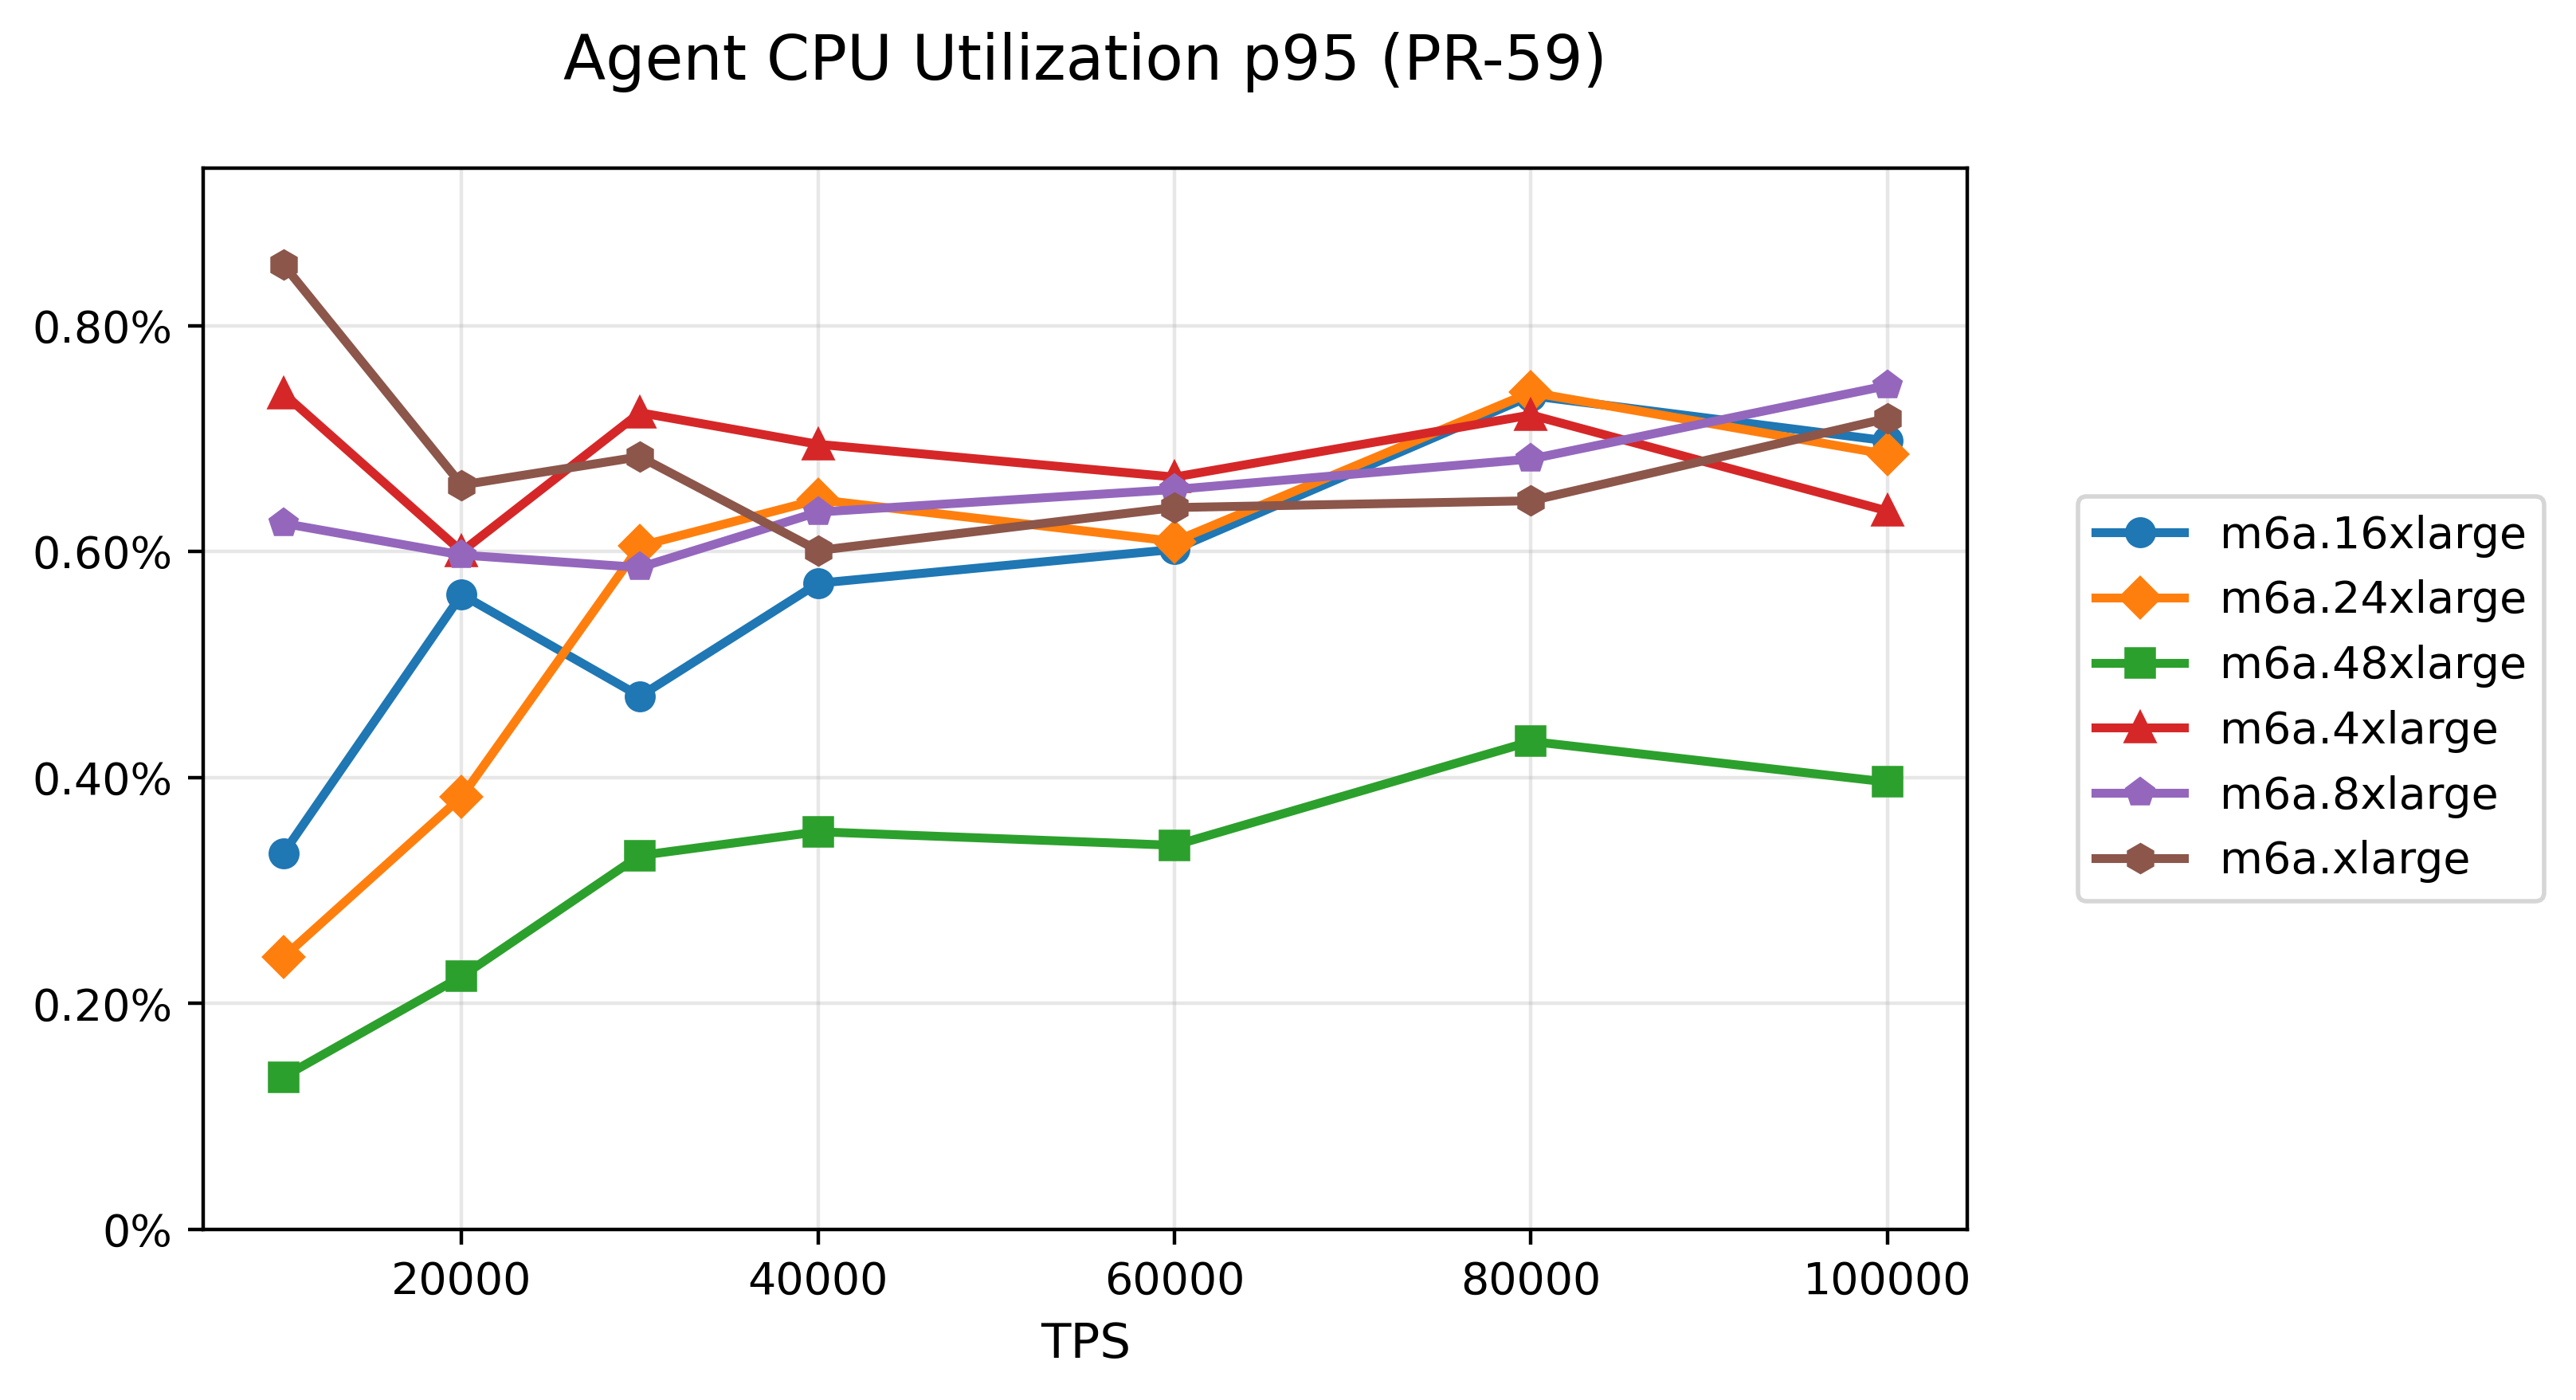 Agent CPU Utilization p95 (PR-59)
0.80%
0.60%
0.40%
0.20%
0%
20000 40000 60000 80000 100000
TPS
m6a.16xlarge
m6a.24xlarge
m6a.48xlarge
m6a.4xlarge
m6a.8xlarge
m6a.xlarge